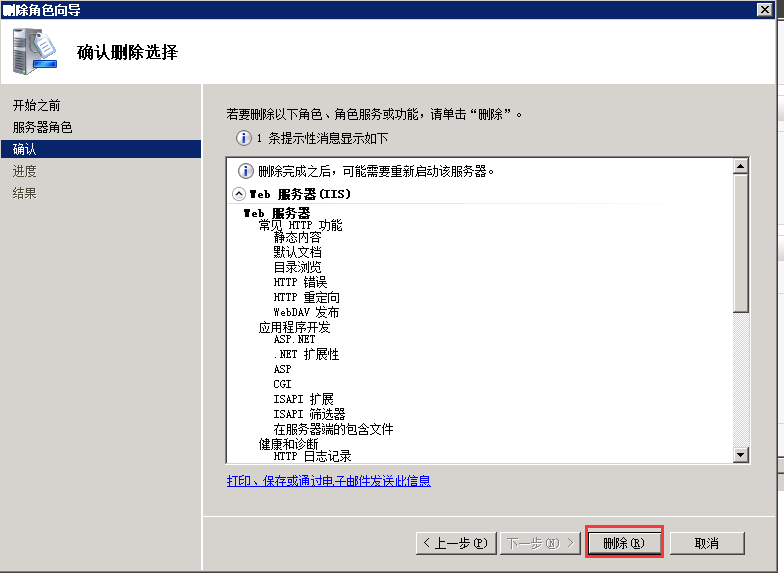 删除角色向导
确认删除选择
开始之前
服务器角色
确认
进度
结果
若要删除以下角色、角色服务或功能，请单击“删除”。
1 条提示性消息显示如下
删除完成之后，可能需要重新启动该服务器。
Web 服务器(IIS)
Web 服务器
常见 HTTP 功能
静态内容
默认文档
目录浏览
HTTP 错误
HTTP 重定向
WebDAV 发布
应用程序开发
ASP.NET
.NET 扩展性
ASP
CGI
ISAPI 扩展
ISAPI 筛选器
在服务器端的包含文件
健康和诊断
HTTP 日志记录
打印、保存或通过电子邮件发送此信息
< 上一步(P) 下一步(N) > 删除(R) 取消